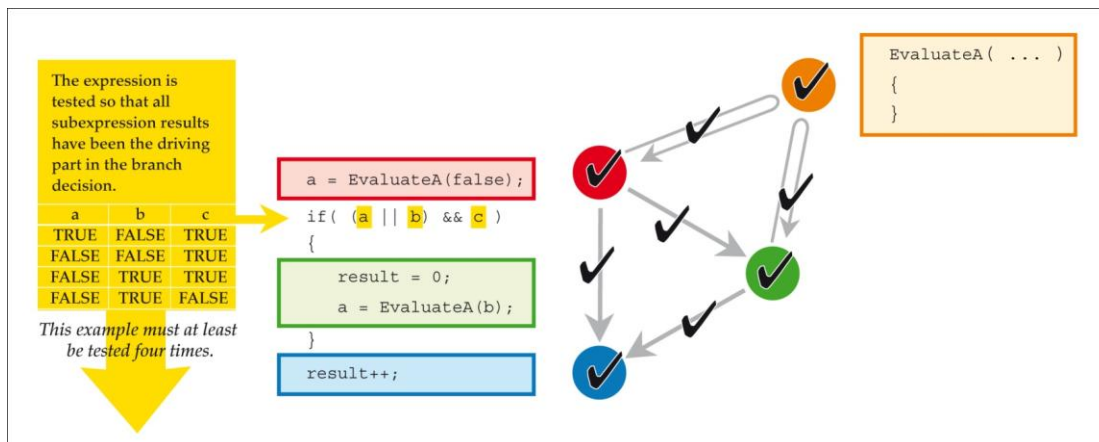 The expression is
tested so that all
subexpression results
have been the driving
part in the branch
decision.
a b c
TRUE FALSE TRUE
FALSE FALSE TRUE
FALSE TRUE TRUE
FALSE TRUE FALSE
This example must at least
be tested four times.
a = EvaluateA(false);
if( (a || b) && c )
{
result = 0;
a = EvaluateA(b);
}
result++;
EvaluateA( ... )
{
}